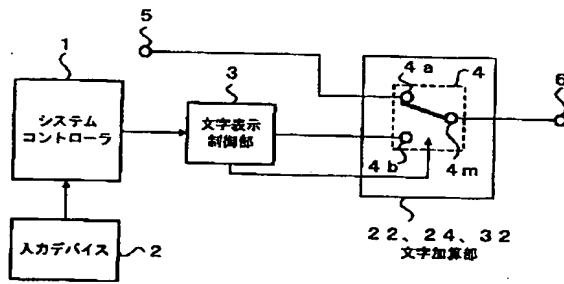 5
1
3
4a
4
6
システム
コントローラ
文字表示
制御部
4b
4m
入力デバイス
2
22、24、32
文字加算部